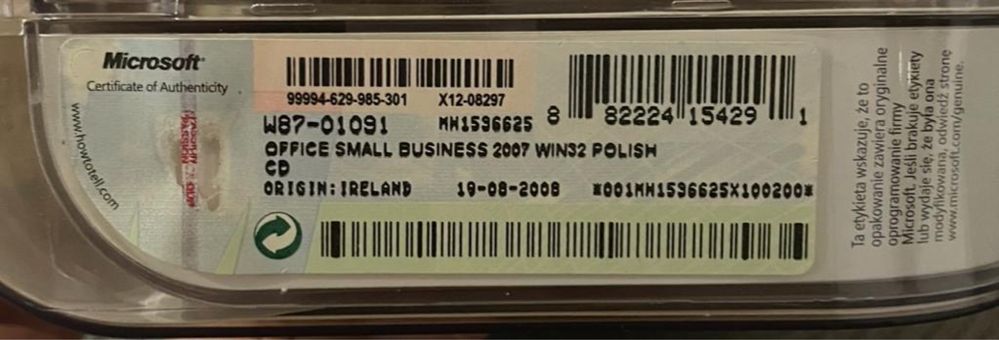 Microsoft
Certificate of Authenticity
www.howtotell.com
99994-629-985-301 X12-08297
W87-01091 MH1596625
8 82224 15429 1
OFFICE SMALL BUSINESS 2007 WIN32 POLISH
CD
ORIGIN:IRELAND 19-08-2008 *001MH1596625X100200*
Ta etykieta wskazuje, że to
opakowanie zawiera oryginalne
oprogramowanie firmy
Microsoft. Jeśli brakuje etykiety
lub wydaje się, że była ona
modyfikowana, odwiedź stronę
www.microsoft.com/genuine.